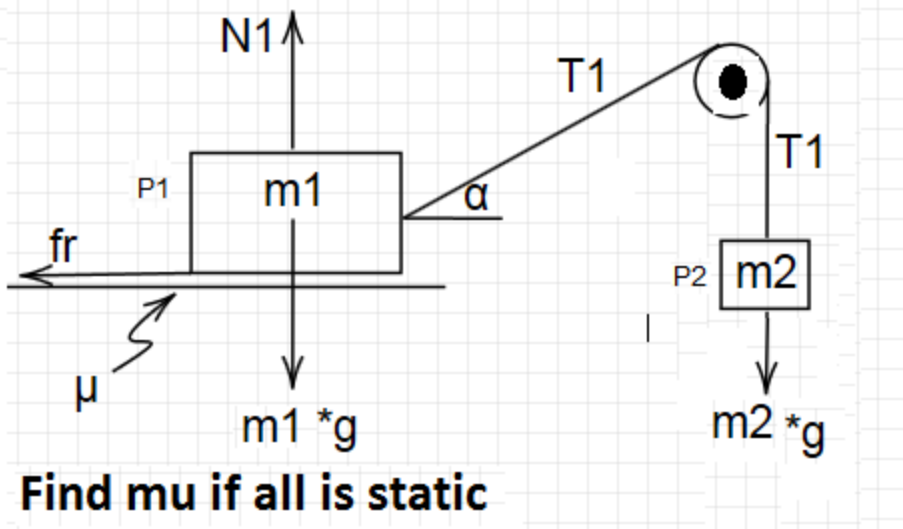 N1
T1
T1
P1
m1
α
fr
P2
m2
μ
m1 *g
m2 *g
Find mu if all is static